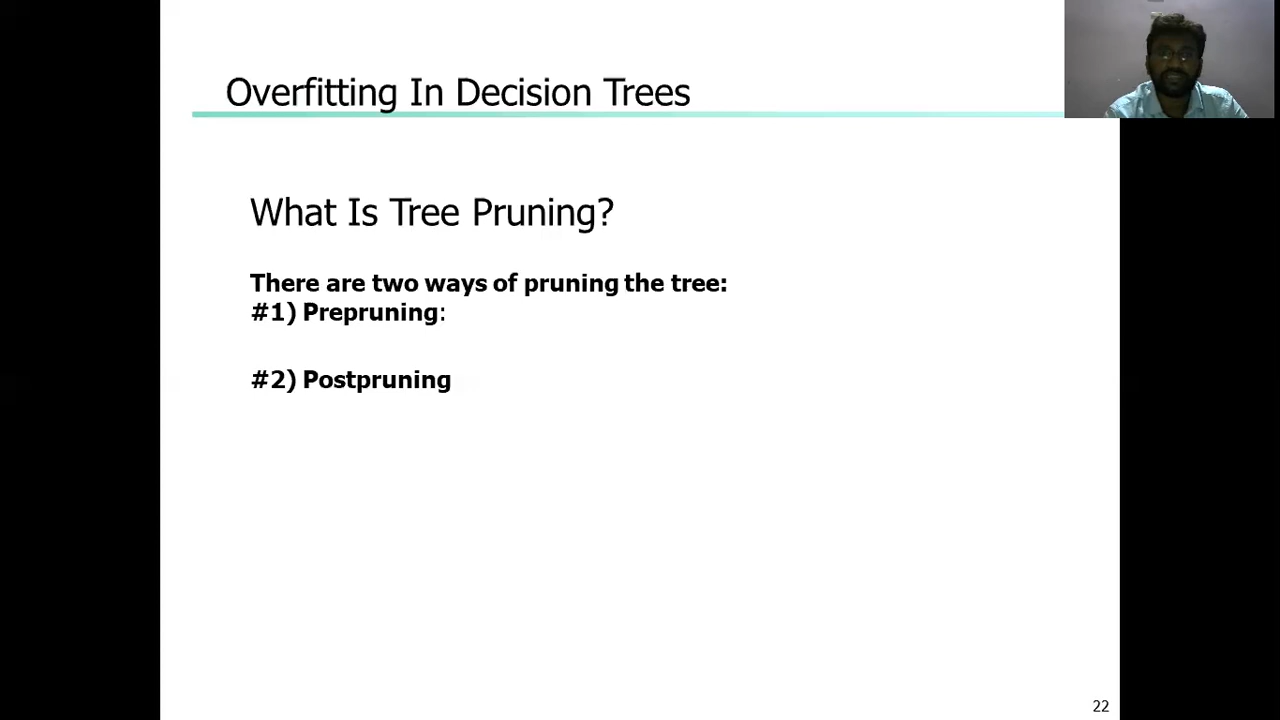 Overfitting In Decision Trees
What Is Tree Pruning?
There are two ways of pruning the tree:
#1) Prepruning:
#2) Postpruning
22